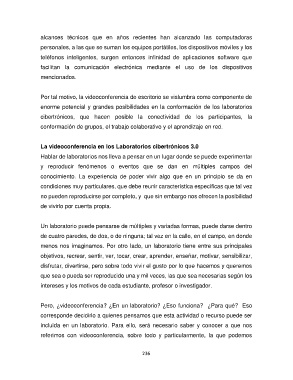 alcances técnicos que en años recientes han alcanzado las computadoras
personales, a las que se suman los equipos portátiles, los dispositivos móviles y los
teléfonos inteligentes, surgen entonces infinidad de aplicaciones software que
facilitan la comunicación electrónica mediante el uso de los dispositivos
mencionados.
Por tal motivo, la videoconferencia de escritorio se vislumbra como componente de
enorme potencial y grandes posibilidades en la conformación de los laboratorios
cibertrónicos, que hacen posible la conectividad de los participantes, la
conformación de grupos, el trabajo colaborativo y el aprendizaje en red.
La videoconferencia en los Laboratorios cibertrónicos 3.0
Hablar de laboratorios nos lleva a pensar en un lugar donde se puede experimentar
y reproducir fenómenos o eventos que se dan en múltiples campos del
conocimiento. La experiencia de poder vivir algo que en principio se da en
condiciones muy particulares, que debe reunir característica específicas que tal vez
no pueden reproducirse por completo, y que sin embargo nos ofrecen la posibilidad
de vivirlo por cuenta propia.
Un laboratorio puede pensarse de múltiples y variadas formas, puede darse dentro
de cuatro paredes, de dos, o de ninguna; tal vez en la calle, en el campo, en donde
menos nos imaginamos. Por otro lado, un laboratorio tiene entre sus principales
objetivos, recrear, sentir, ver, tocar, crear, aprender, enseñar, motivar, sensibilizar,
disfrutar, divertirse, pero sobre todo vivir el gusto por lo que hacemos y queremos
que sea o pueda ser reproducido una y mil veces, las que sea necesarias según los
intereses y los motivos de cada estudiante, profesor o investigador.
Pero, ¿videoconferencia? ¿En un laboratorio? ¿Eso funciona? ¿Para qué? Eso
corresponde decidirlo a quienes pensamos que esta actividad o recurso puede ser
incluida en un laboratorio. Para ello, será necesario saber y conocer a que nos
referimos con videoconferencia, sobre todo y particularmente, la que podemos
236